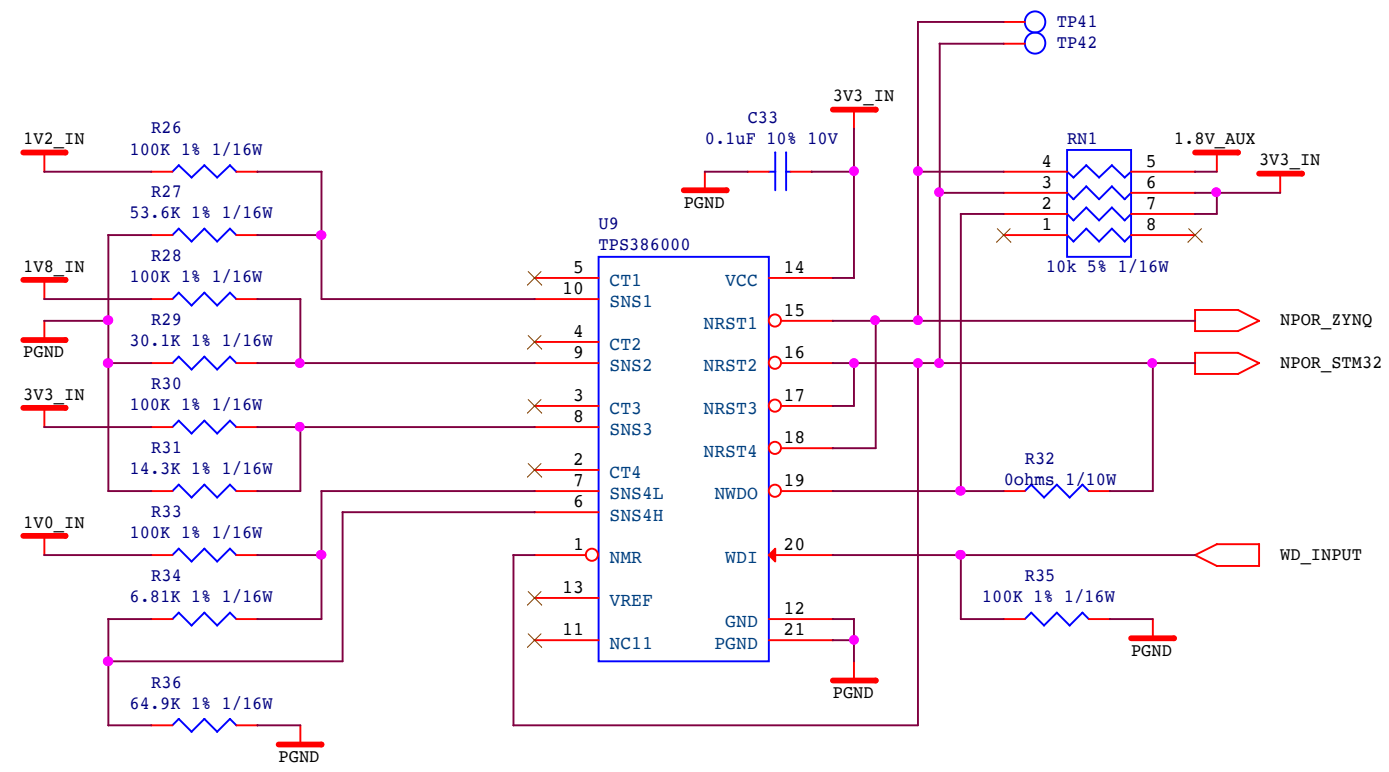 TP41
TP42
3V3_IN
C33
0.1uF 10% 10V
PGND
RN1
1.8V_AUX
3V3_IN
4 5
3 6
2 7
1 8
10k 5% 1/16W
1V2_IN
R26
100K 1% 1/16W
R27
53.6K 1% 1/16W
1V8_IN
R28
100K 1% 1/16W
PGND
R29
30.1K 1% 1/16W
3V3_IN
R30
100K 1% 1/16W
R31
14.3K 1% 1/16W
1V0_IN
R33
100K 1% 1/16W
R34
6.81K 1% 1/16W
R36
64.9K 1% 1/16W
PGND
U9
TPS386000
5 CT1
10 SNS1
4 CT2
9 SNS2
3 CT3
8 SNS3
2 CT4
7 SNS4L
6 SNS4H
1 NMR
13 VREF
11 NC11
VCC 14
NRST1 15
NRST2 16
NRST3 17
NRST4 18
NWDO 19
WDI 20
GND 12
PGND 21
PGND
NPOR_ZYNQ
NPOR_STM32
R32
0ohms 1/10W
WD_INPUT
R35
100K 1% 1/16W
PGND